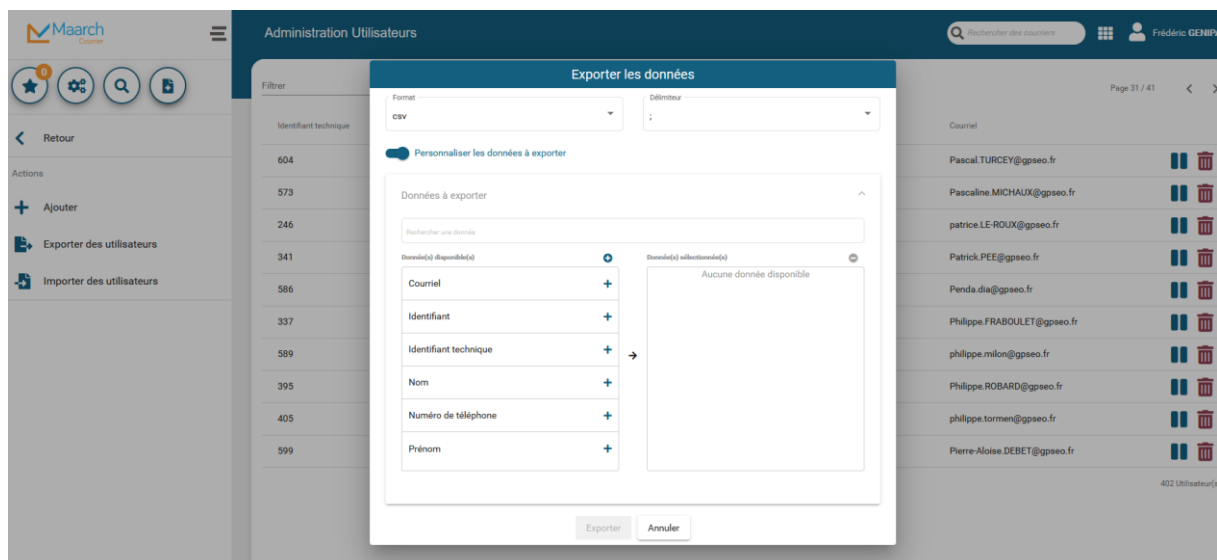 Maarch
Courrier
Administration Utilisateurs
Rechercher des courriers
Frédéric GENIP
0
Retour
Actions
Ajouter
Exporter des utilisateurs
Importer des utilisateurs
Filtrer
Page 31 / 41
Identifiant technique
Courriel
604
Pascal.TURCEY@gpseo.fr
573
Pascaline.MICHAUX@gpseo.fr
246
patrice.LE-ROUX@gpseo.fr
341
Patrick.PEE@gpseo.fr
586
Penda.dia@gpseo.fr
337
Philippe.FRABOULET@gpseo.fr
589
philippe.milon@gpseo.fr
395
Philippe.ROBARD@gpseo.fr
405
philippe.tormen@gpseo.fr
599
Pierre-Aloise.DEBET@gpseo.fr
402 Utilisateur(s
Exporter les données
Format
csv
Délimiteur
;
Personnaliser les données à exporter
Données à exporter
Rechercher une donnée
Donnée(s) disponible(s)
Donnée(s) sélectionnée(s)
Courriel
Identifiant
Identifiant technique
Nom
Numéro de téléphone
Prénom
Aucune donnée disponible
Exporter
Annuler